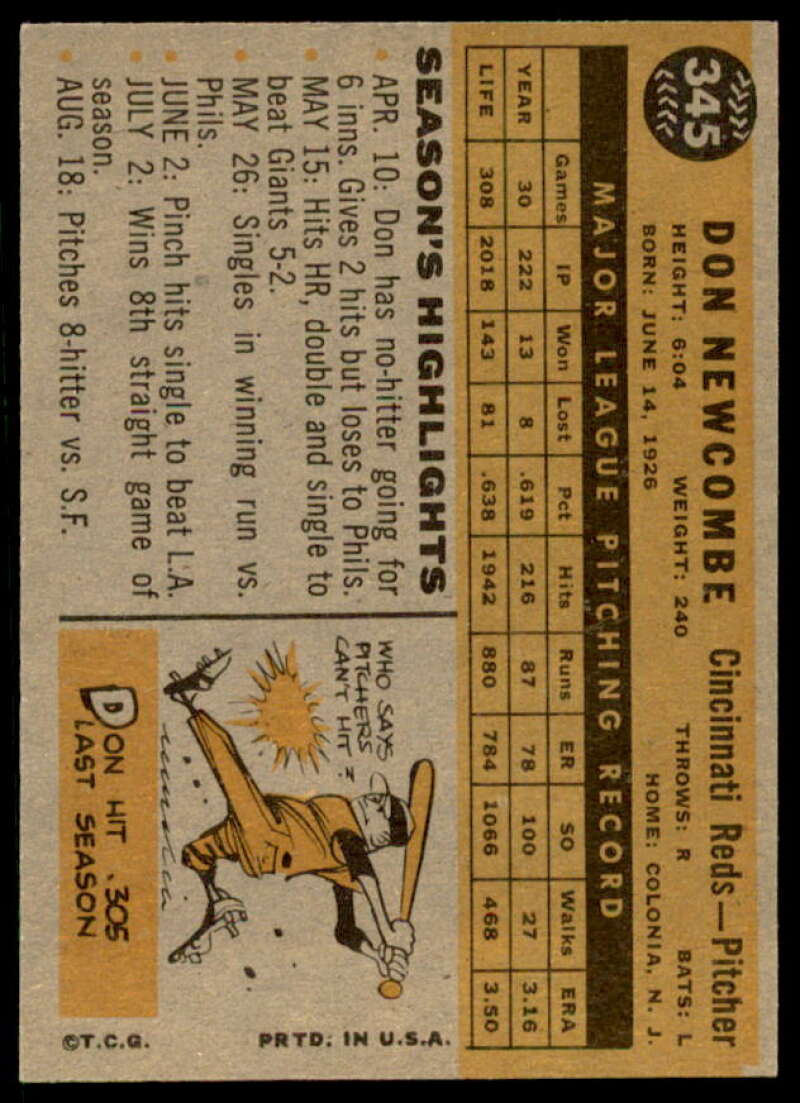 345
DON NEWCOMBE Cincinnati Reds—Pitcher
HEIGHT: 6:04 WEIGHT: 240 THROWS: R BATS: L
BORN: JUNE 14, 1926 HOME: COLONIA, N. J.
MAJOR LEAGUE PITCHING RECORD
Games IP Won Lost Pct Hits Runs ER SO Walks ERA
YEAR 30 222 13 8 .619 216 87 78 100 27 3.16
LIFE 308 2018 143 81 .638 1942 880 784 1066 468 3.50
SEASON'S HIGHLIGHTS
• APR. 10: Don has no-hitter going for
6 inns. Gives 2 hits but loses to Phils.
• MAY 15: Hits HR, double and single to
beat Giants 5-2.
• MAY 26: Singles in winning run vs.
Phils.
• JUNE 2: Pinch hits single to beat L.A.
• JULY 2: Wins 8th straight game of
season.
• AUG. 18: Pitches 8-hitter vs. S.F.
WHO SAYS
PITCHERS
CAN'T HIT?
DON HIT .305
LAST SEASON
©T.C.G. PRTD. IN U.S.A.